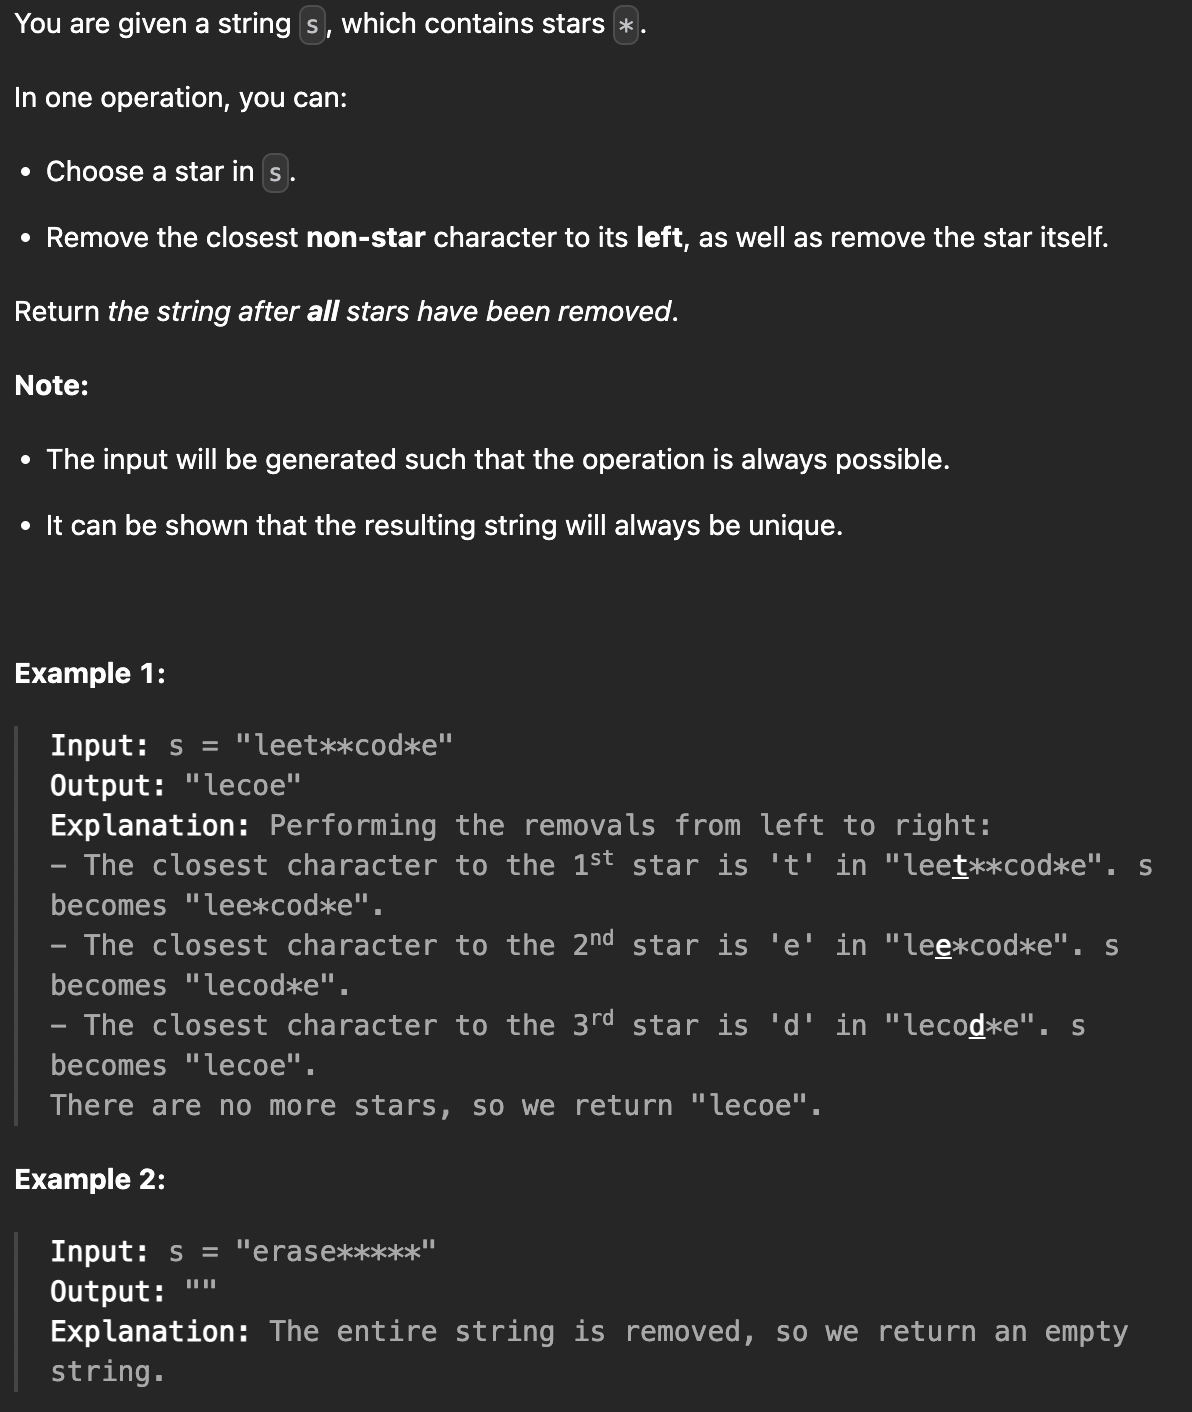 You are given a string s, which contains stars *.
In one operation, you can:
• Choose a star in s.
• Remove the closest non-star character to its left, as well as remove the star itself.
Return the string after all stars have been removed.
Note:
• The input will be generated such that the operation is always possible.
• It can be shown that the resulting string will always be unique.
Example 1:
Input: s = "leet**cod*e"
Output: "lecoe"
Explanation: Performing the removals from left to right:
- The closest character to the 1st star is 't' in "leet**cod*e". s
becomes "lee*cod*e".
- The closest character to the 2nd star is 'e' in "lee*cod*e". s
becomes "lecod*e".
- The closest character to the 3rd star is 'd' in "lecod*e". s
becomes "lecoe".
There are no more stars, so we return "lecoe".
Example 2:
Input: s = "erase*****"
Output: ""
Explanation: The entire string is removed, so we return an empty
string.